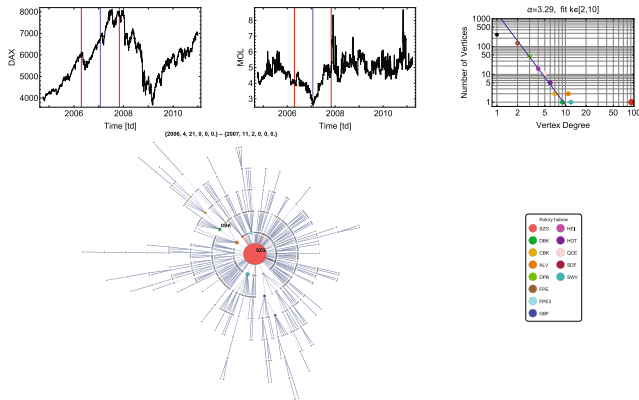 α=3.29, fit k∈[2,10]
8000
7000
6000
5000
4000
DAX
2006 2008 2010
Time [td]
8
7
6
5
4
3
MOL
2006 2008 2010
Time [td]
1000
500
100
50
10
5
1
Number of Vertices
1 2 5 10 20 50 100
Vertex Degree
{2006, 4, 21, 0, 0, 0.} – {2007, 11, 2, 0, 0, 0.}
DBK
SZG
Kolory hubow
SZG HEI
DBK HOT
CBK GCE
ALV SDF
DPB SWV
FPE
FPE3
GBF